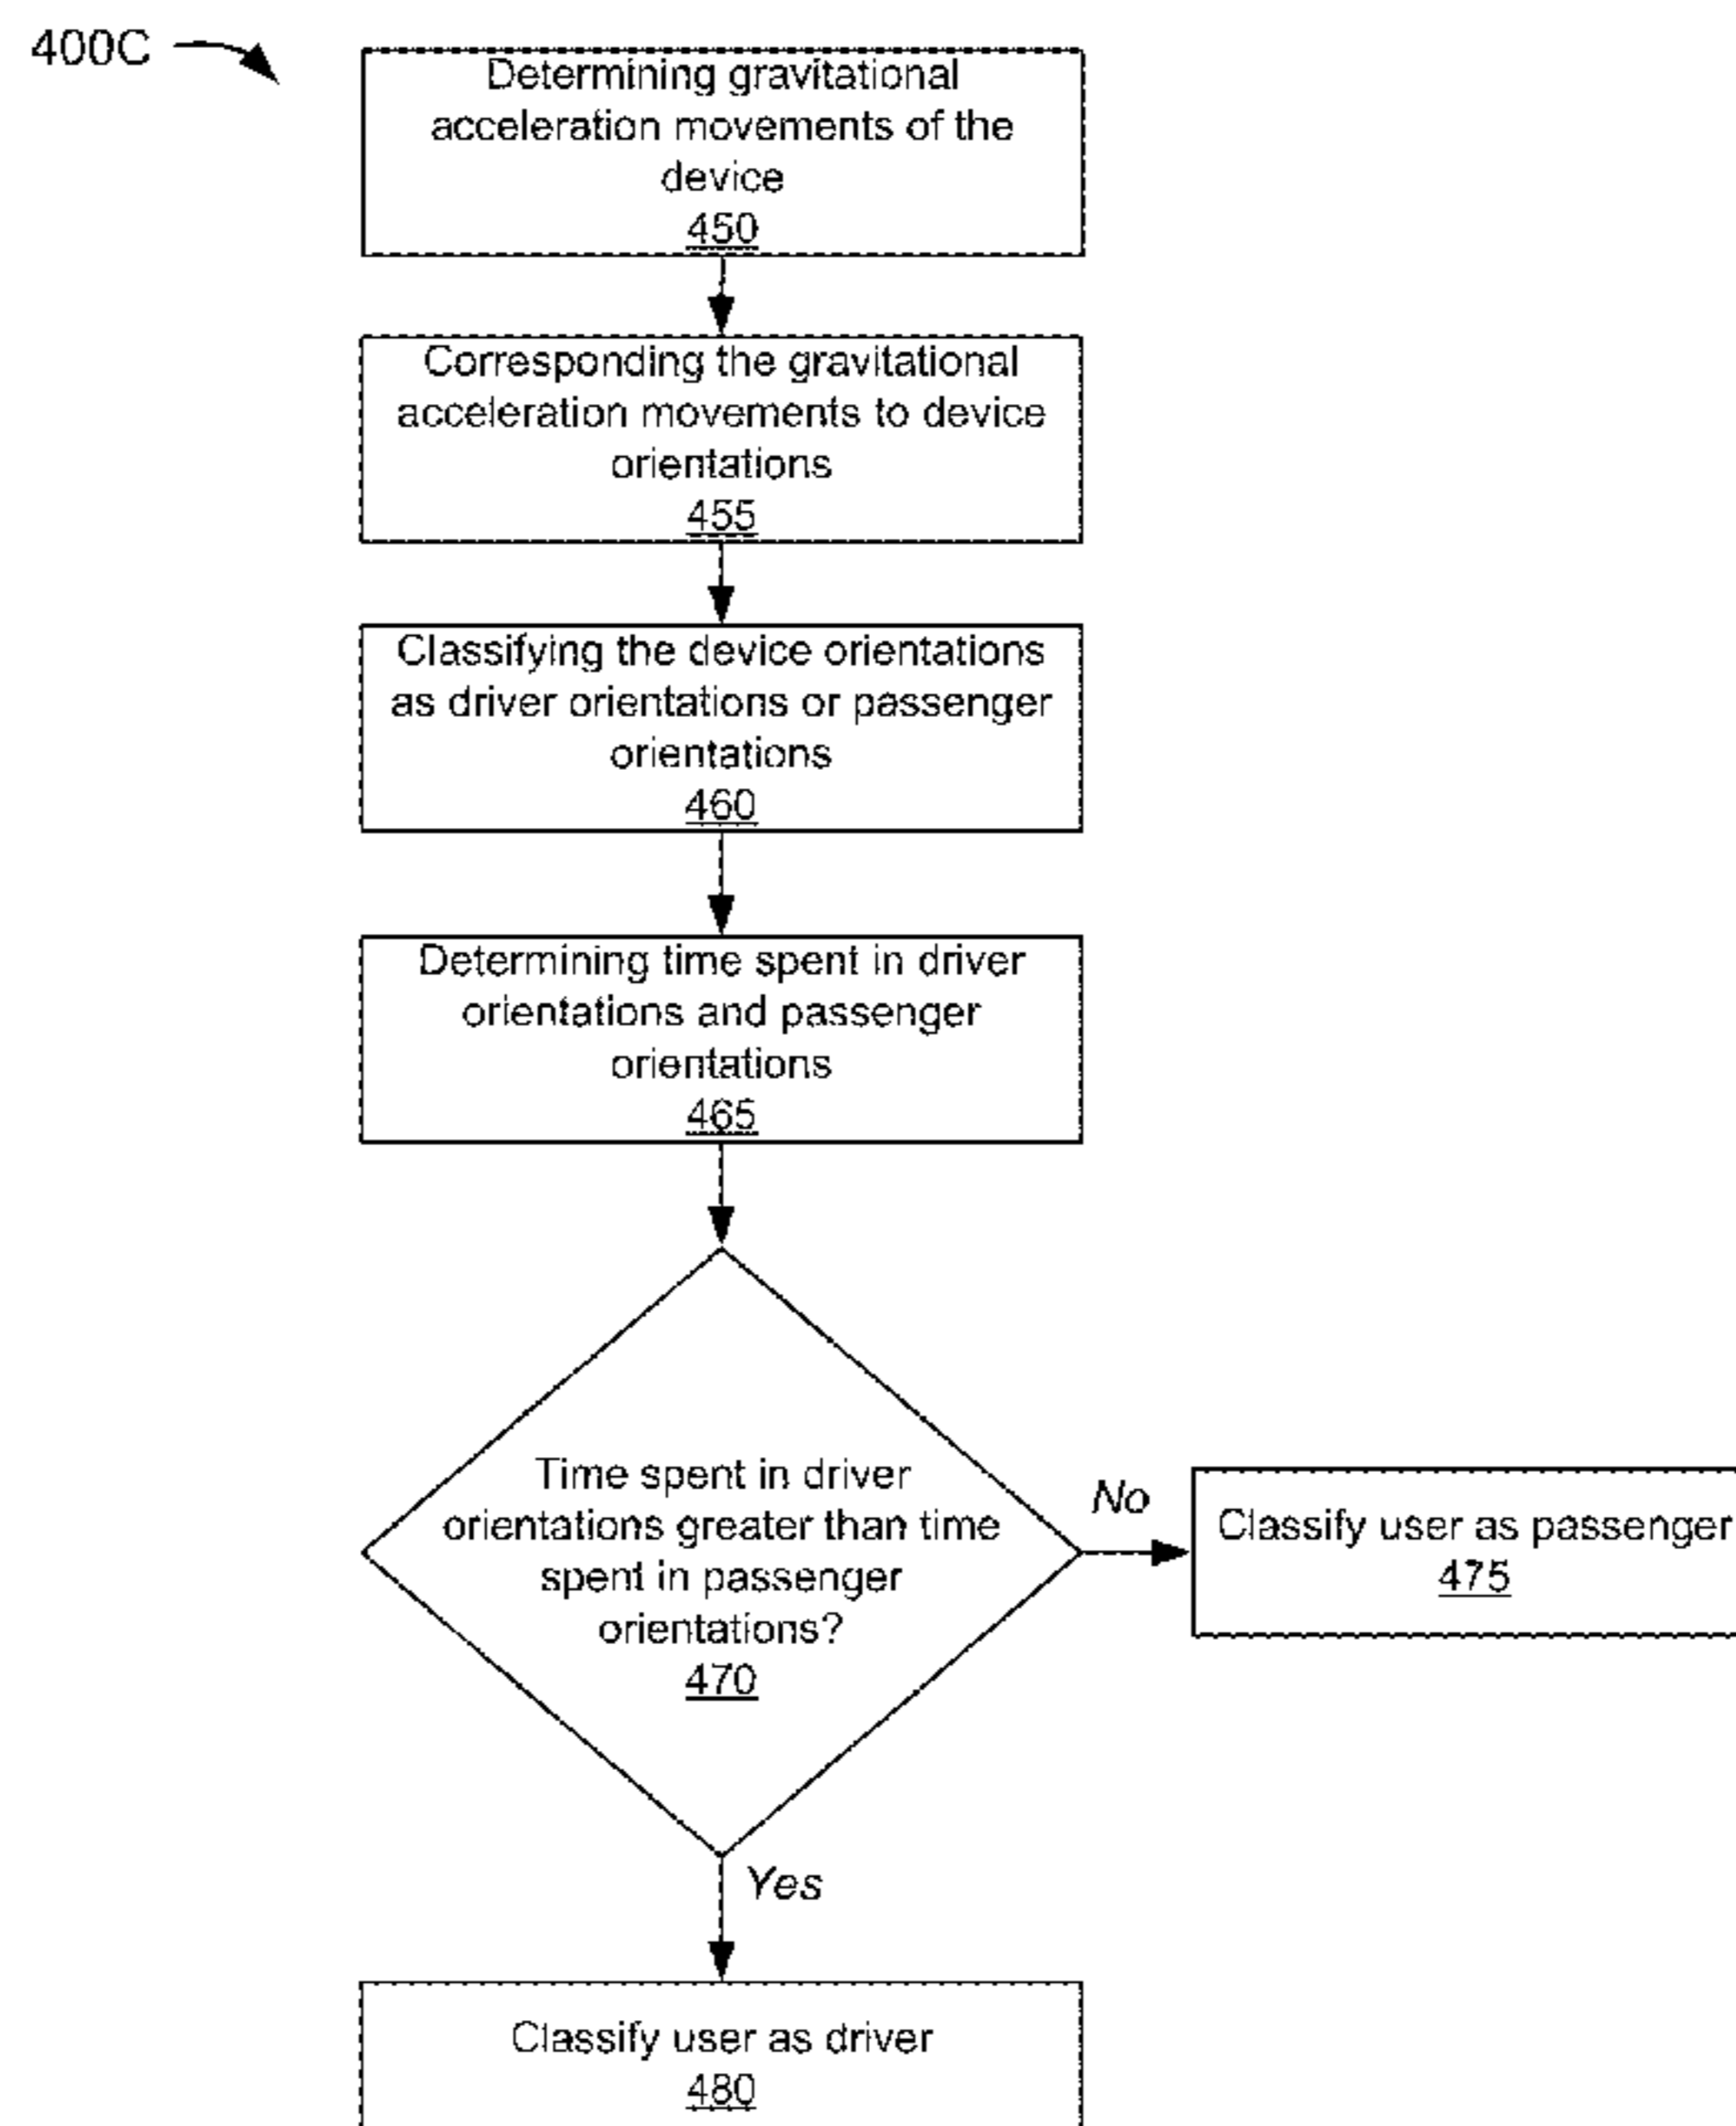 400C
Determining gravitational
acceleration movements of the
device
450
Corresponding the gravitational
acceleration movements to device
orientations
455
Classifying the device orientations
as driver orientations or passenger
orientations
460
Determining time spent in driver
orientations and passenger
orientations
465
Time spent in driver
orientations greater than time
spent in passenger
orientations?
470
No
Classify user as passenger
475
Yes
Classify user as driver
480